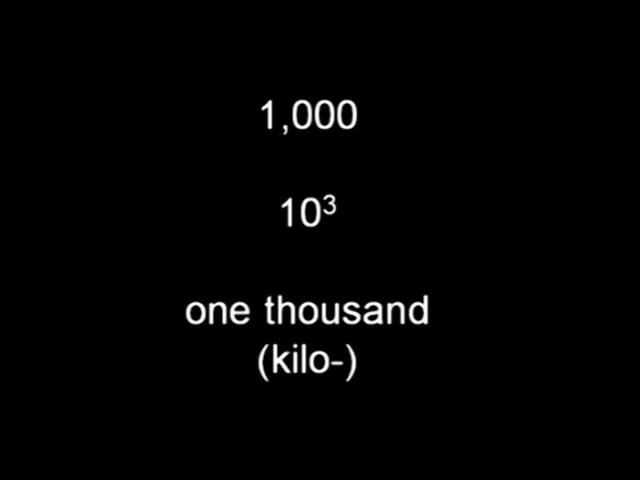 1,000
10³
one thousand
(kilo-)